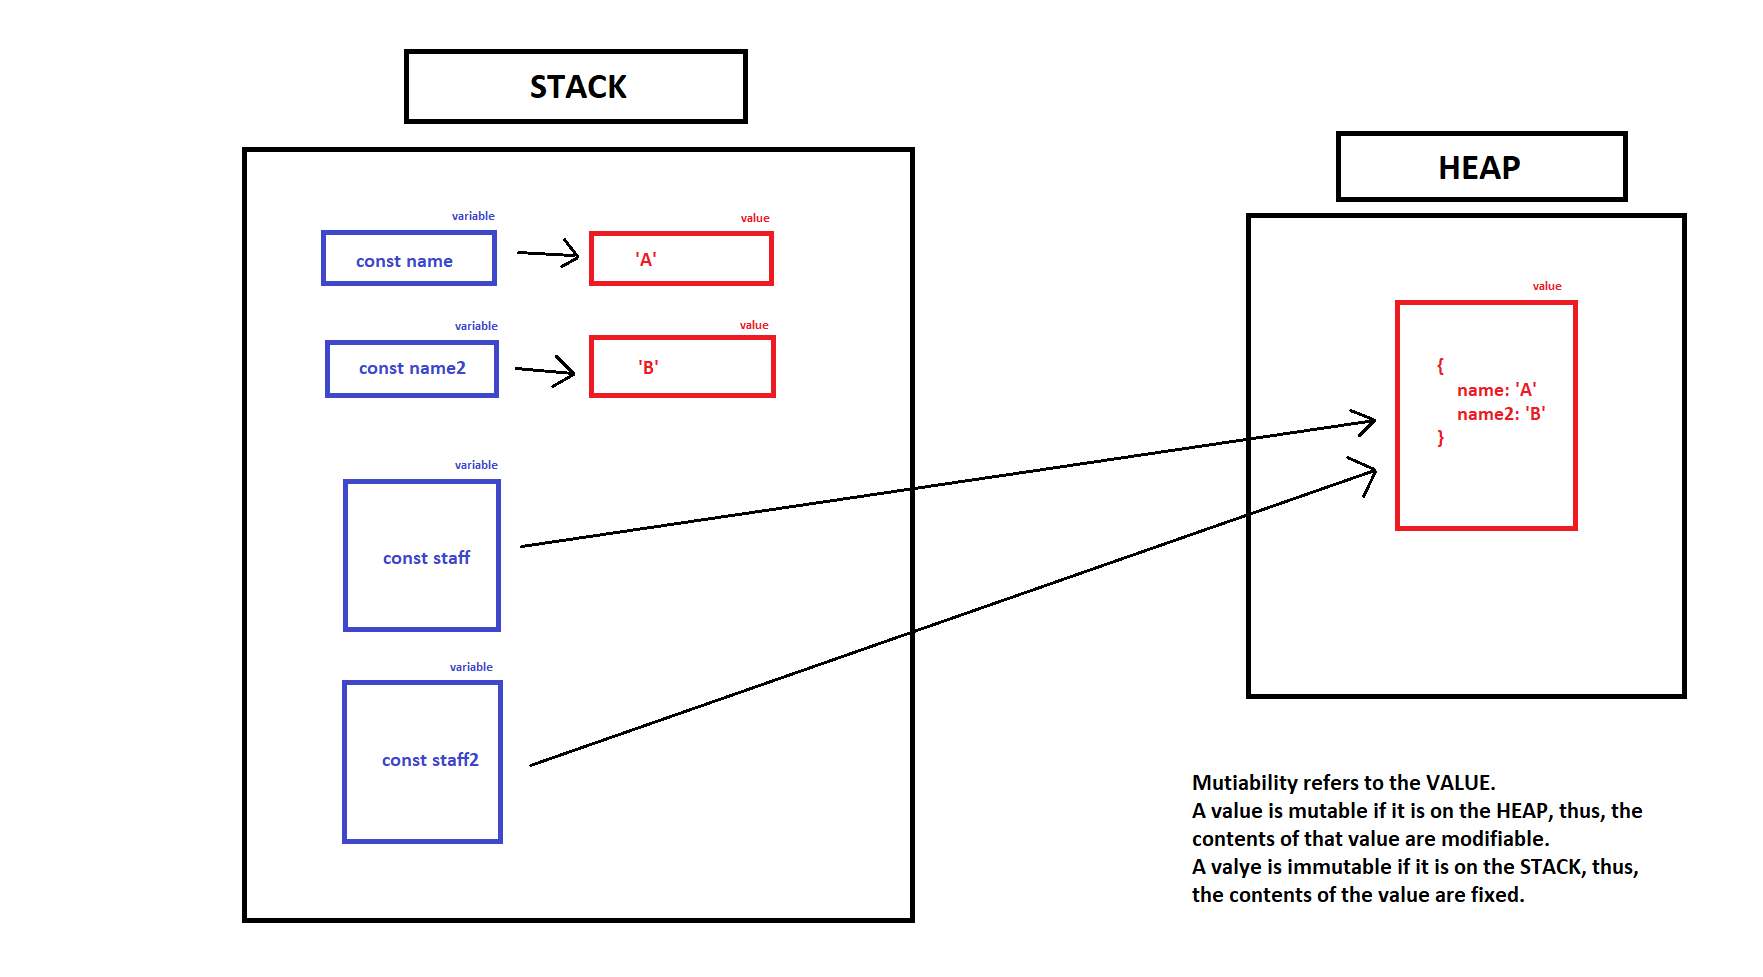 STACK
HEAP
variable
value
const name
'A'
variable
value
const name2
'B'
value
{
name: 'A'
name2: 'B'
}
variable
const staff
variable
const staff2
Mutiability refers to the VALUE.
A value is mutable if it is on the HEAP, thus, the
contents of that value are modifiable.
A valye is immutable if it is on the STACK, thus,
the contents of the value are fixed.